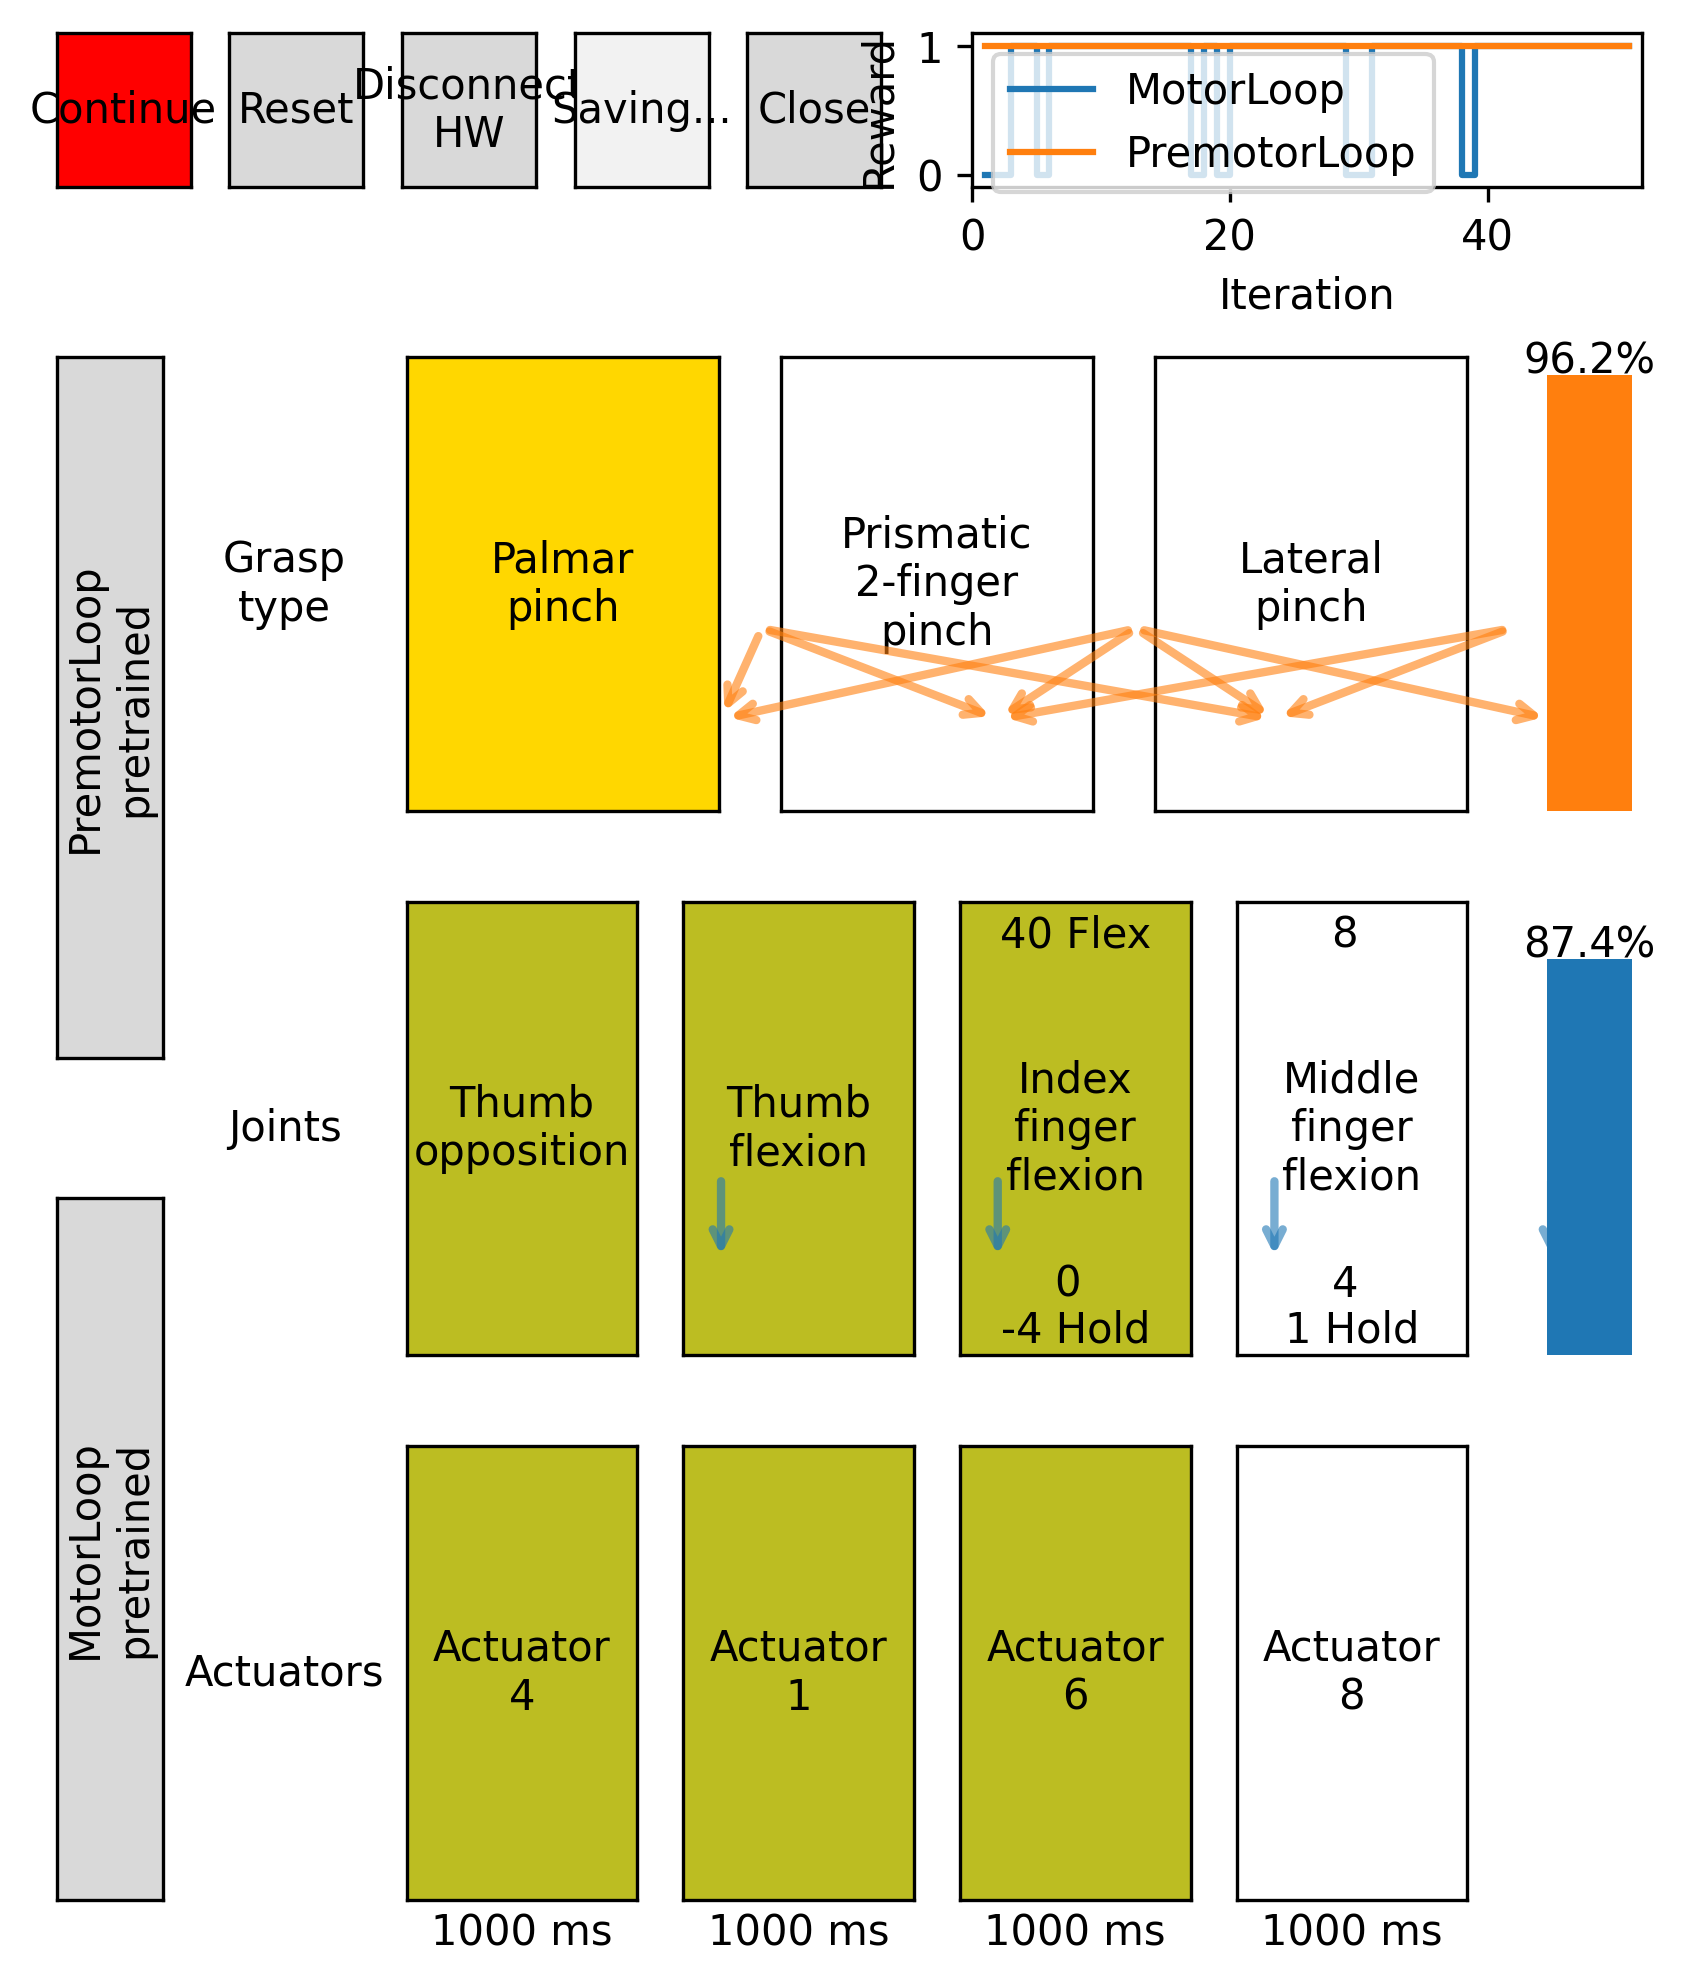 Continue
Reset
Disconnect
HW
Saving...
Close
Reward
1
0
MotorLoop
PremotorLoop
0
20
40
Iteration
PremotorLoop
pretrained
Grasp
type
Palmar
pinch
Prismatic
2-finger
pinch
Lateral
pinch
96.2%
Joints
Thumb
opposition
Thumb
flexion
40 Flex
Index
finger
flexion
0
-4 Hold
8
Middle
finger
flexion
4
1 Hold
87.4%
MotorLoop
pretrained
Actuators
Actuator
4
Actuator
1
Actuator
6
Actuator
8
1000 ms
1000 ms
1000 ms
1000 ms